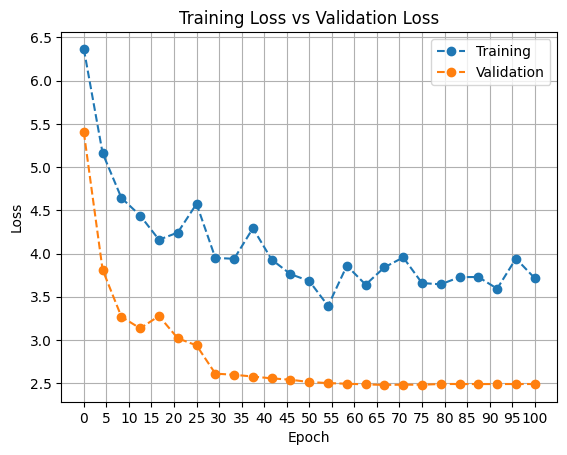 Training Loss vs Validation Loss
6.5
6.0
5.5
5.0
4.5
4.0
3.5
3.0
2.5
Loss
Training
Validation
0 5 10 15 20 25 30 35 40 45 50 55 60 65 70 75 80 85 90 95 100
Epoch